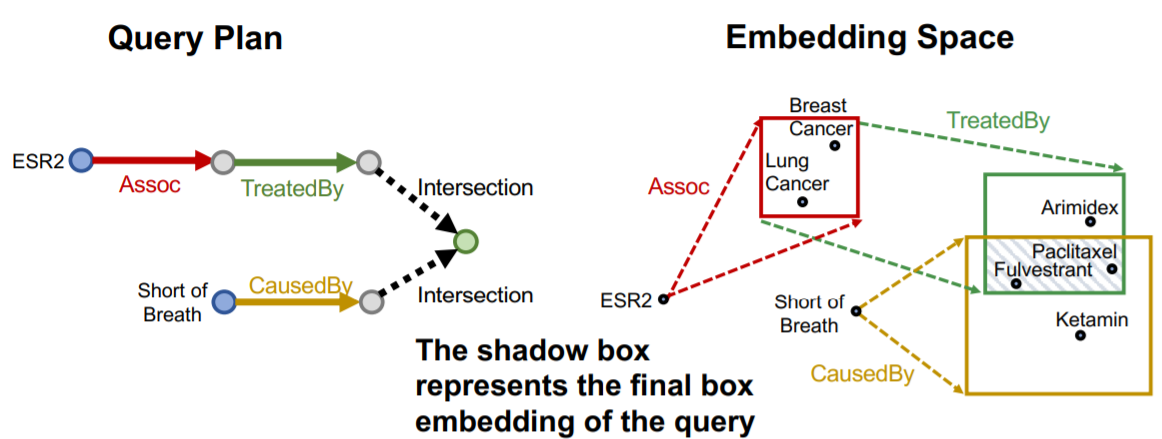 Query Plan
ESR2
Assoc
TreatedBy
Intersection
Short of
Breath
CausedBy
Intersection
The shadow box
represents the final box
embedding of the query
Embedding Space
Breast
Cancer
Lung
Cancer
TreatedBy
Assoc
Arimidex
Paclitaxel
Fulvestrant
ESR2
Short of
Breath
Ketamin
CausedBy